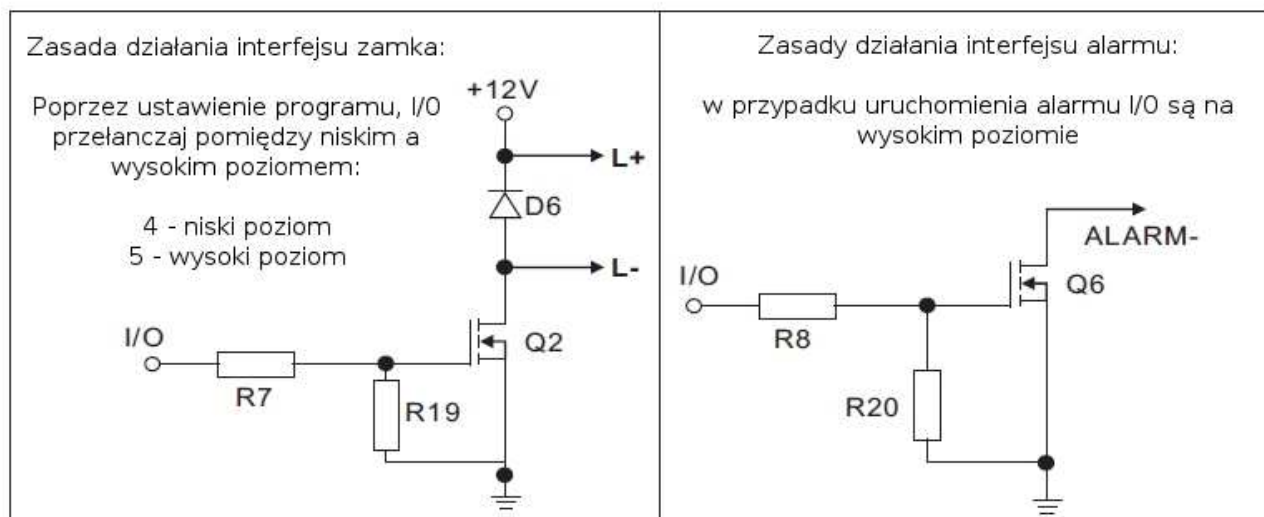 Zasada działania interfejsu zamka:
Poprzez ustawienie programu, I/0
przełanczaj pomiędzy niskim a
wysokim poziomem:
4 - niski poziom
5 - wysoki poziom
+12V
L+
D6
L-
I/O
R7
R19
Q2
Zasady działania interfejsu alarmu:
w przypadku uruchomienia alarmu I/0 są na
wysokim poziomie
ALARM-
I/O
R8
Q6
R20